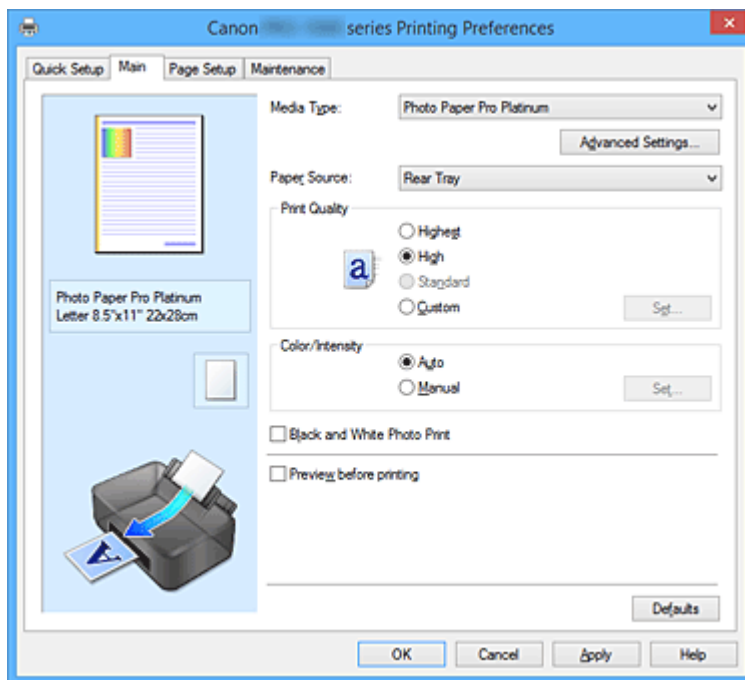 Canon series Printing Preferences
Quick Setup Main Page Setup Maintenance
Media Type: Photo Paper Pro Platinum
Advanced Settings...
Paper Source: Rear Tray
Print Quality
Highest
High
Standard
Custom Set...
Photo Paper Pro Platinum
Letter 8.5"x11" 22x28cm
Color/Intensity
Auto
Manual Set...
Black and White Photo Print
Preview before printing
Defaults
OK Cancel Apply Help